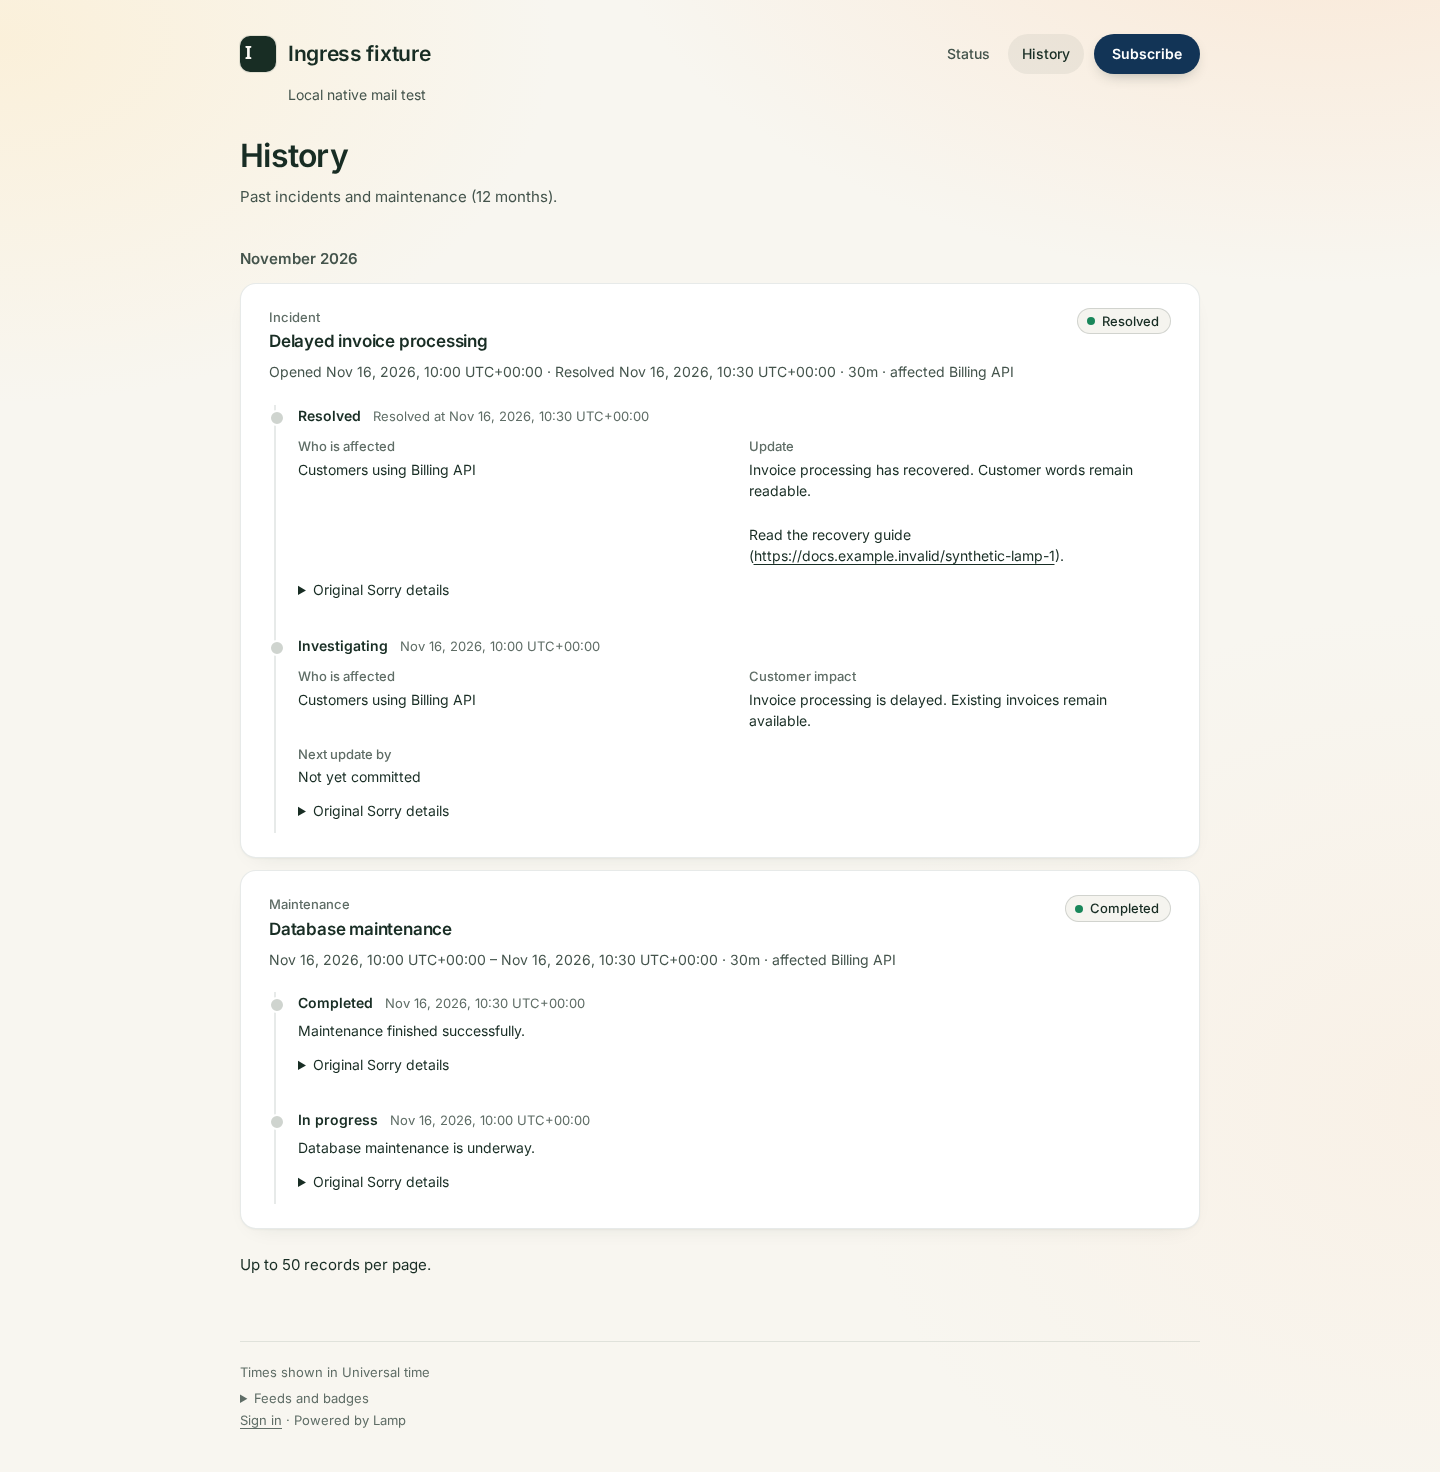 I
Ingress fixture
Status
History
Subscribe
Local native mail test
History
Past incidents and maintenance (12 months).
November 2026
Incident
Resolved
Delayed invoice processing
Opened Nov 16, 2026, 10:00 UTC+00:00 · Resolved Nov 16, 2026, 10:30 UTC+00:00 · 30m · affected Billing API
Resolved Resolved at Nov 16, 2026, 10:30 UTC+00:00
Who is affected
Customers using Billing API
Update
Invoice processing has recovered. Customer words remain
readable.
Read the recovery guide
(https://docs.example.invalid/synthetic-lamp-1).
Original Sorry details
Investigating Nov 16, 2026, 10:00 UTC+00:00
Who is affected
Customers using Billing API
Customer impact
Invoice processing is delayed. Existing invoices remain
available.
Next update by
Not yet committed
Original Sorry details
Maintenance
Completed
Database maintenance
Nov 16, 2026, 10:00 UTC+00:00 – Nov 16, 2026, 10:30 UTC+00:00 · 30m · affected Billing API
Completed Nov 16, 2026, 10:30 UTC+00:00
Maintenance finished successfully.
Original Sorry details
In progress Nov 16, 2026, 10:00 UTC+00:00
Database maintenance is underway.
Original Sorry details
Up to 50 records per page.
Times shown in Universal time
Feeds and badges
Sign in · Powered by Lamp